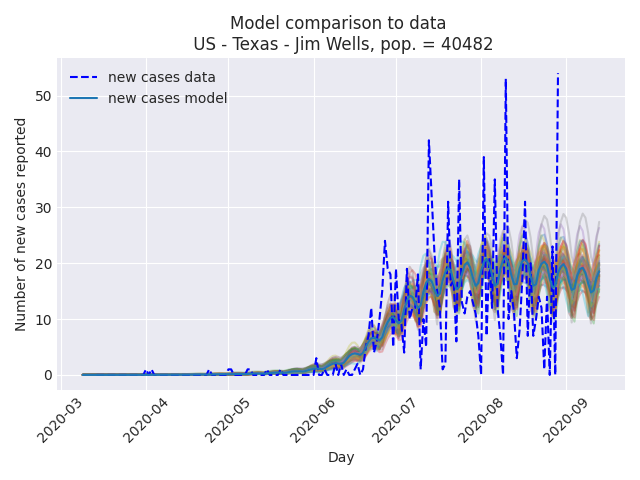 Model comparison to data
US - Texas - Jim Wells, pop. = 40482
new cases data
new cases model
Number of new cases reported
50
40
30
20
10
0
2020-03
2020-04
2020-05
2020-06
2020-07
2020-08
2020-09
Day